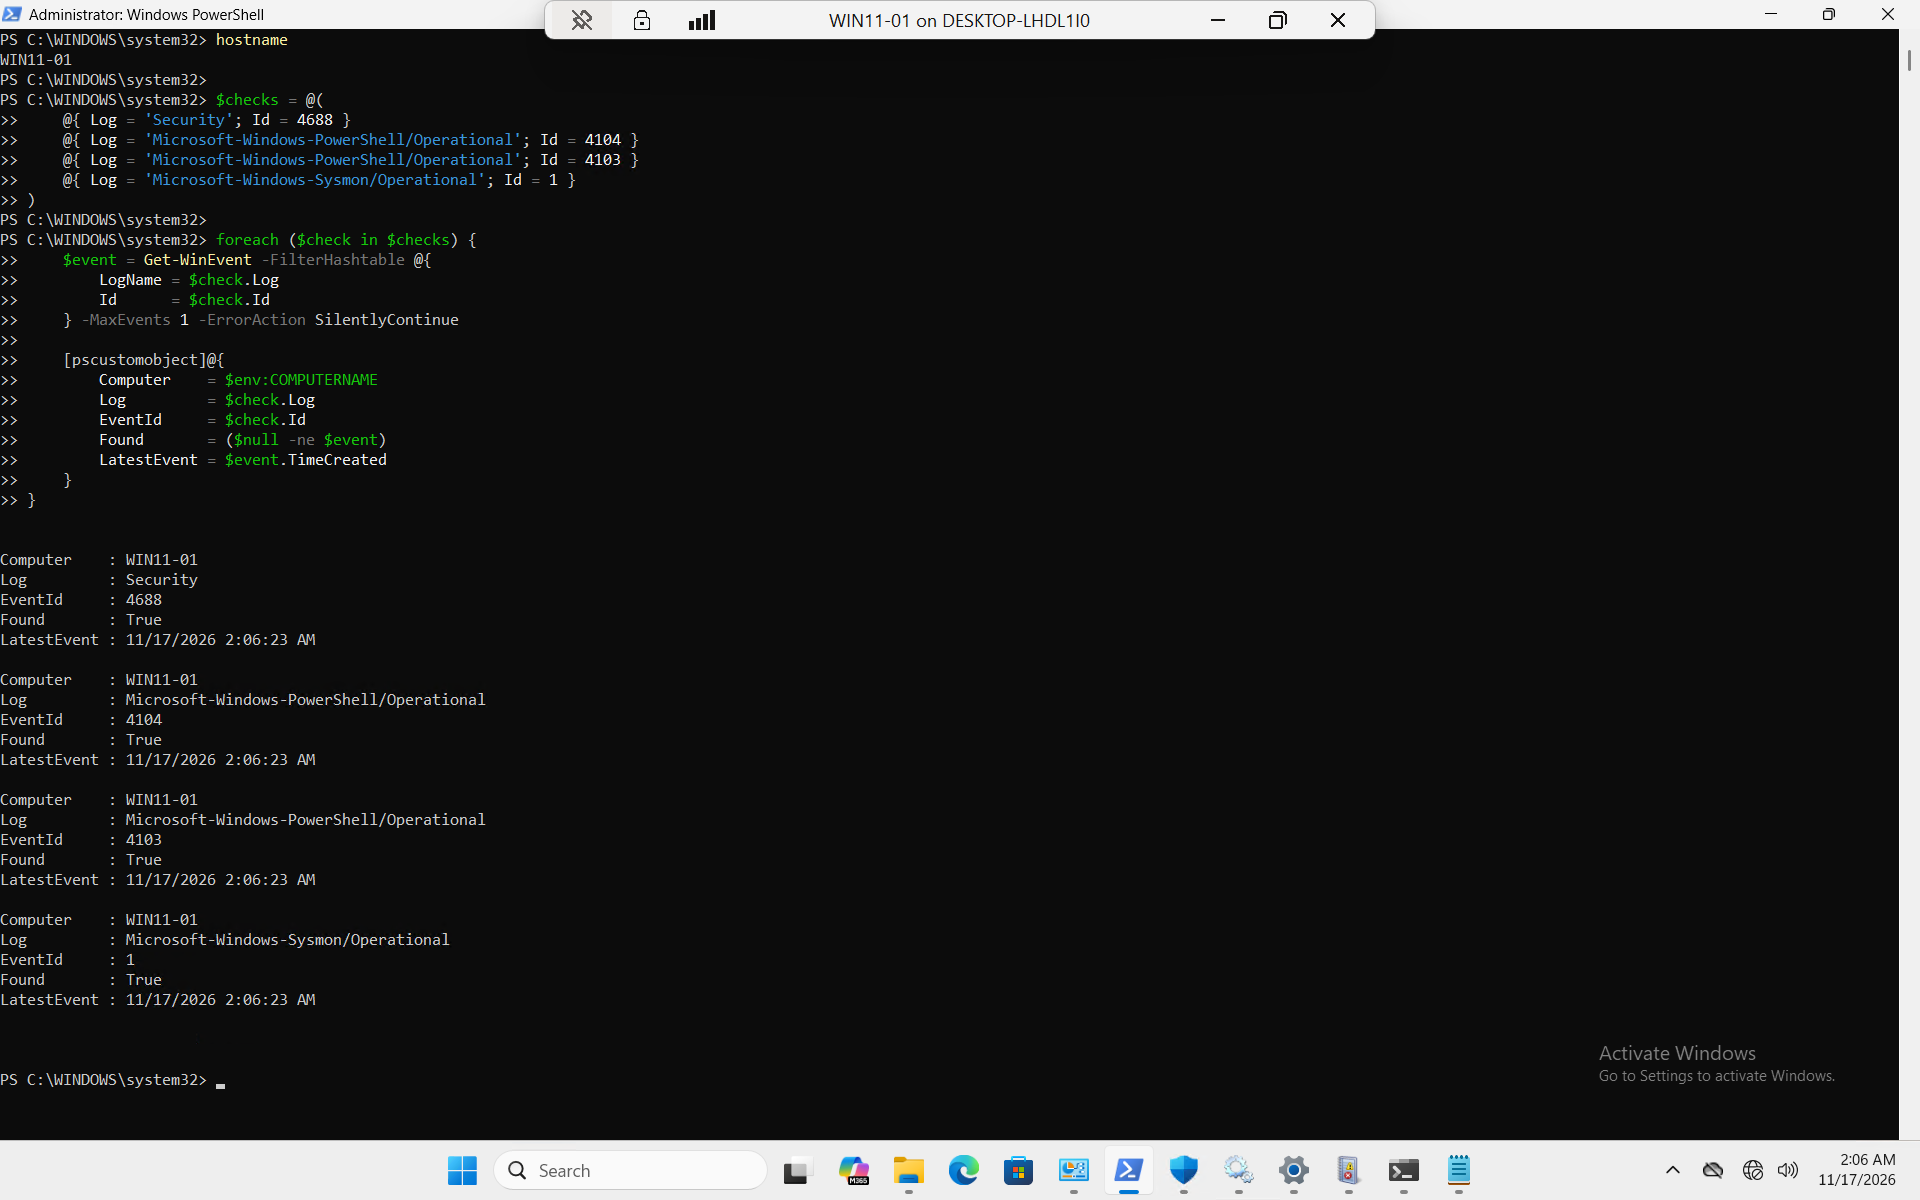 Administrator: Windows PowerShell
WIN11-01 on DESKTOP-LHDL1I0
PS C:\WINDOWS\system32> hostname
WIN11-01
PS C:\WINDOWS\system32>
PS C:\WINDOWS\system32> $checks = @(
>>     @{ Log = 'Security'; Id = 4688 }
>>     @{ Log = 'Microsoft-Windows-PowerShell/Operational'; Id = 4104 }
>>     @{ Log = 'Microsoft-Windows-PowerShell/Operational'; Id = 4103 }
>>     @{ Log = 'Microsoft-Windows-Sysmon/Operational'; Id = 1 }
>> )
PS C:\WINDOWS\system32>
PS C:\WINDOWS\system32> foreach ($check in $checks) {
>>     $event = Get-WinEvent -FilterHashtable @{
>>         LogName = $check.Log
>>         Id      = $check.Id
>>     } -MaxEvents 1 -ErrorAction SilentlyContinue
>>
>>     [pscustomobject]@{
>>         Computer    = $env:COMPUTERNAME
>>         Log         = $check.Log
>>         EventId     = $check.Id
>>         Found       = ($null -ne $event)
>>         LatestEvent = $event.TimeCreated
>>     }
>> }
Computer    : WIN11-01
Log         : Security
EventId     : 4688
Found       : True
LatestEvent : 11/17/2026 2:06:23 AM
Computer    : WIN11-01
Log         : Microsoft-Windows-PowerShell/Operational
EventId     : 4104
Found       : True
LatestEvent : 11/17/2026 2:06:23 AM
Computer    : WIN11-01
Log         : Microsoft-Windows-PowerShell/Operational
EventId     : 4103
Found       : True
LatestEvent : 11/17/2026 2:06:23 AM
Computer    : WIN11-01
Log         : Microsoft-Windows-Sysmon/Operational
EventId     : 1
Found       : True
LatestEvent : 11/17/2026 2:06:23 AM
PS C:\WINDOWS\system32>
Activate Windows
Go to Settings to activate Windows.
Search
M365
2:06 AM
11/17/2026